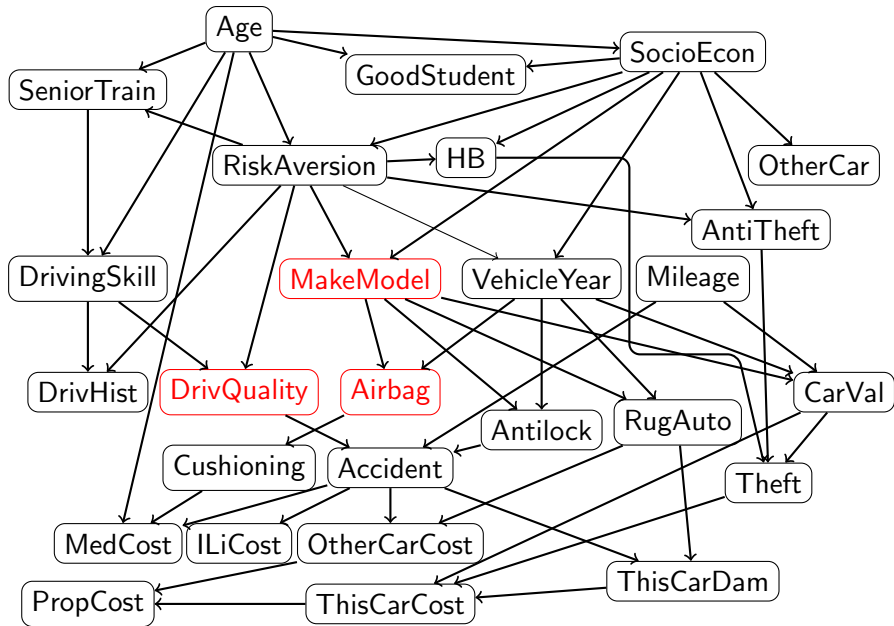 Age
SocioEcon
GoodStudent
SeniorTrain
HB
RiskAversion
OtherCar
AntiTheft
DrivingSkill
MakeModel
VehicleYear
Mileage
DrivHist
DrivQuality
Airbag
CarVal
RugAuto
Antilock
Cushioning
Accident
Theft
MedCost
ILiCost
OtherCarCost
ThisCarDam
PropCost
ThisCarCost